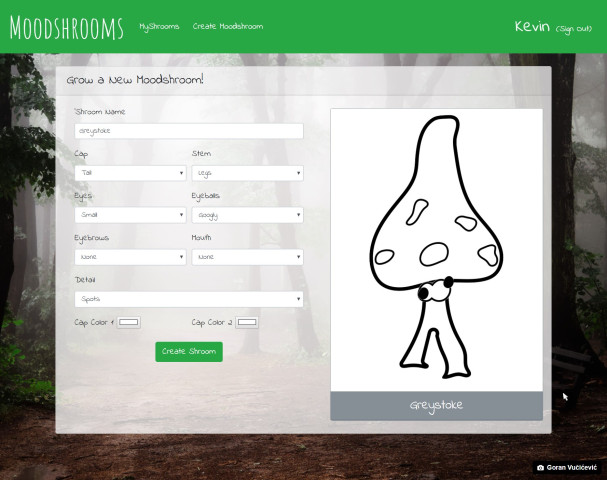 Moodshrooms MyShrooms Create Moodshroom Kevin (Sign Out)
Grow a New Moodshroom!
Shroom Name
Greystoke
Cap Stem
Tall Legs
Eyes Eyeballs
Small Googly
Eyebrows Mouth
None None
Detail
Spots
Cap Color 1 Cap Color 2
Create Shroom
Greystoke
Goran Vučićević